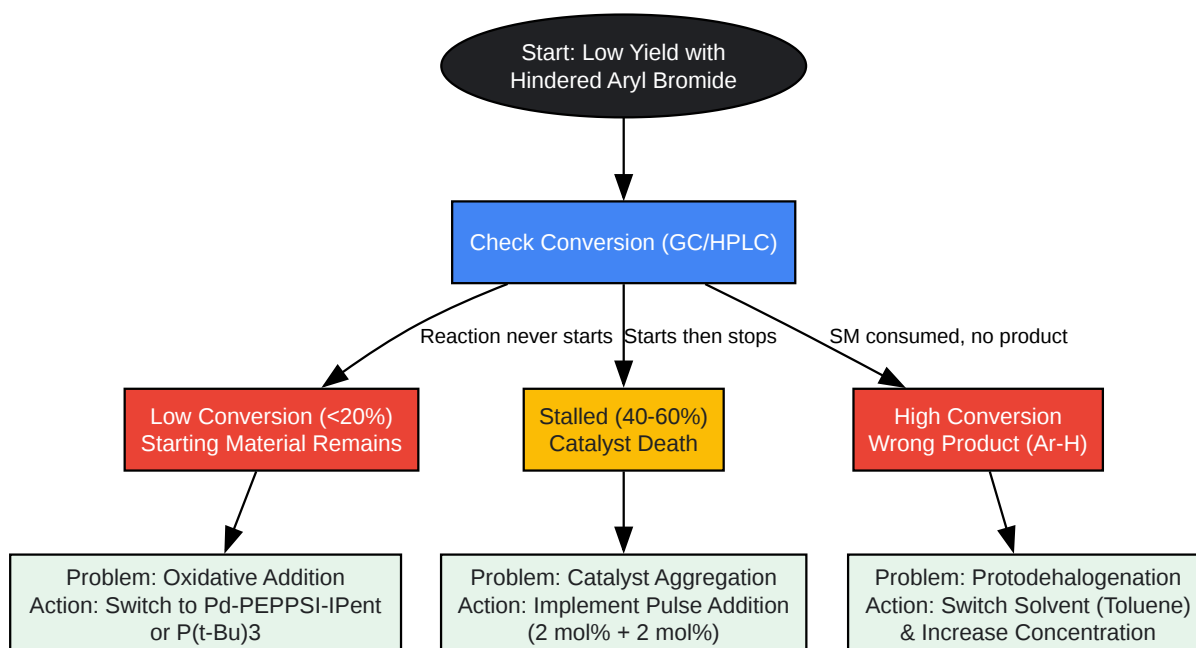 Start: Low Yield with
Hindered Aryl Bromide
Check Conversion (GC/HPLC)
Reaction never starts
Starts then stops
SM consumed, no product
Low Conversion (<20%)
Starting Material Remains
Stalled (40-60%)
Catalyst Death
High Conversion
Wrong Product (Ar-H)
Problem: Oxidative Addition
Action: Switch to Pd-PEPPSI-IPent
or P(t-Bu)3
Problem: Catalyst Aggregation
Action: Implement Pulse Addition
(2 mol% + 2 mol%)
Problem: Protodehalogenation
Action: Switch Solvent (Toluene)
& Increase Concentration